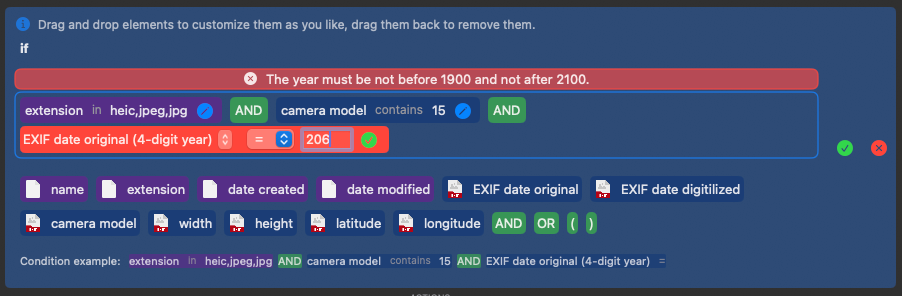 Drag and drop elements to customize them as you like, drag them back to remove them.
if
The year must be not before 1900 and not after 2100.
extension in heic,jpeg,jpg AND camera model contains 15 AND
EXIF date original (4-digit year) = 206
name extension date created date modified EXIF date original EXIF date digitilized
camera model width height latitude longitude AND OR ( )
Condition example: extension in heic,jpeg,jpg AND camera model contains 15 AND EXIF date original (4-digit year) =